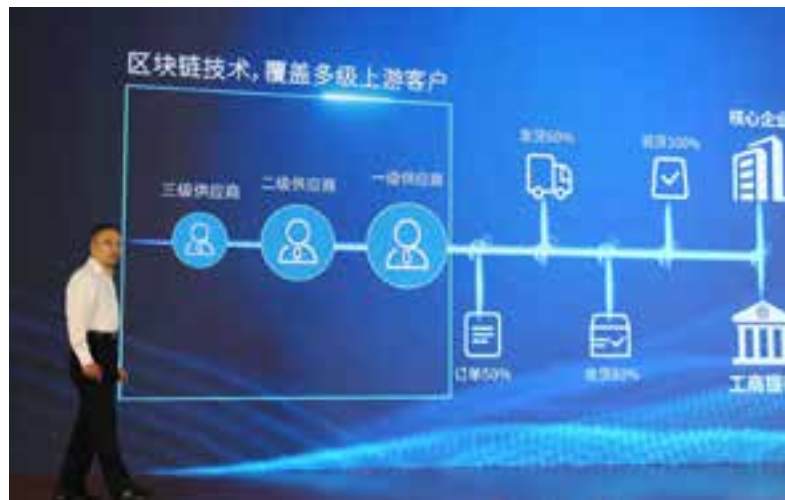 区块链技术，覆盖多级上游客户
三级供应商
二级供应商
一级供应商
发货60%
验货100%
核心企业
订单50%
收货80%
工商银